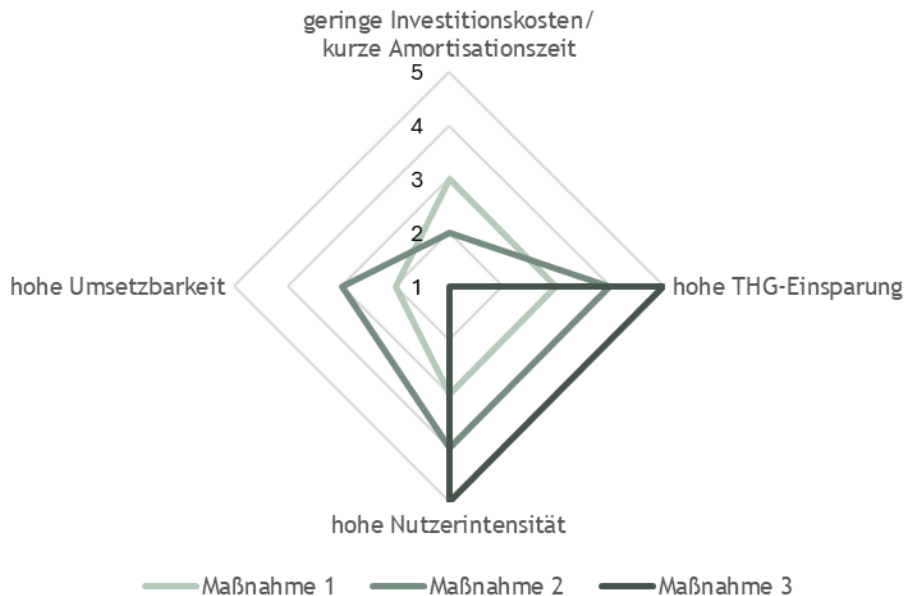 geringe Investitionskosten/
kurze Amortisationszeit
5
4
3
2
hohe Umsetzbarkeit
1
hohe THG-Einsparung
hohe Nutzerintensität
Maßnahme 1
Maßnahme 2
Maßnahme 3